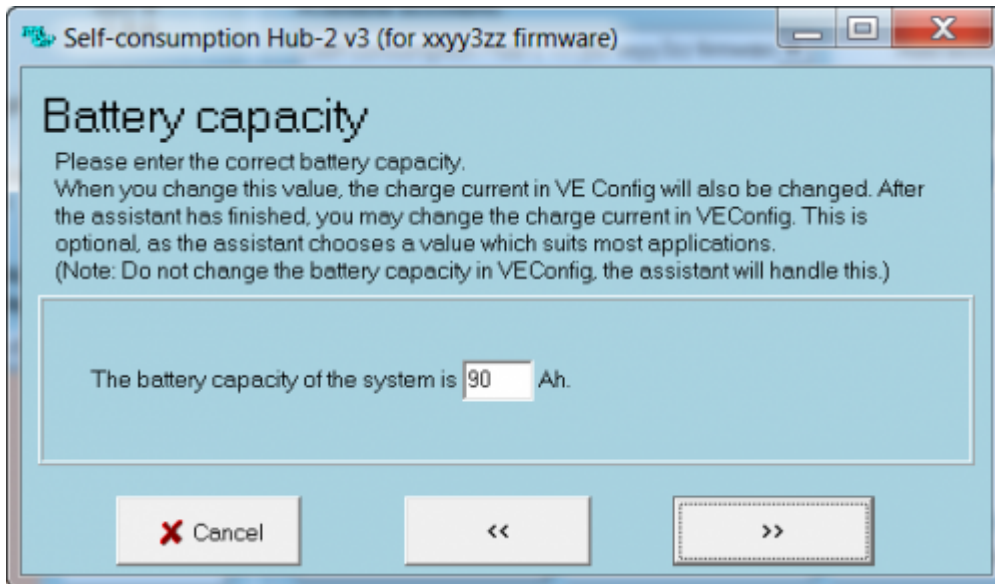 Self-consumption Hub-2 v3 (for xxyy3zz firmware)
Battery capacity
Please enter the correct battery capacity.
When you change this value, the charge current in VE Config will also be changed. After
the assistant has finished, you may change the charge current in VEConfig. This is
optional, as the assistant chooses a value which suits most applications.
(Note: Do not change the battery capacity in VEConfig, the assistant will handle this.)
The battery capacity of the system is 90 Ah.
Cancel << >>